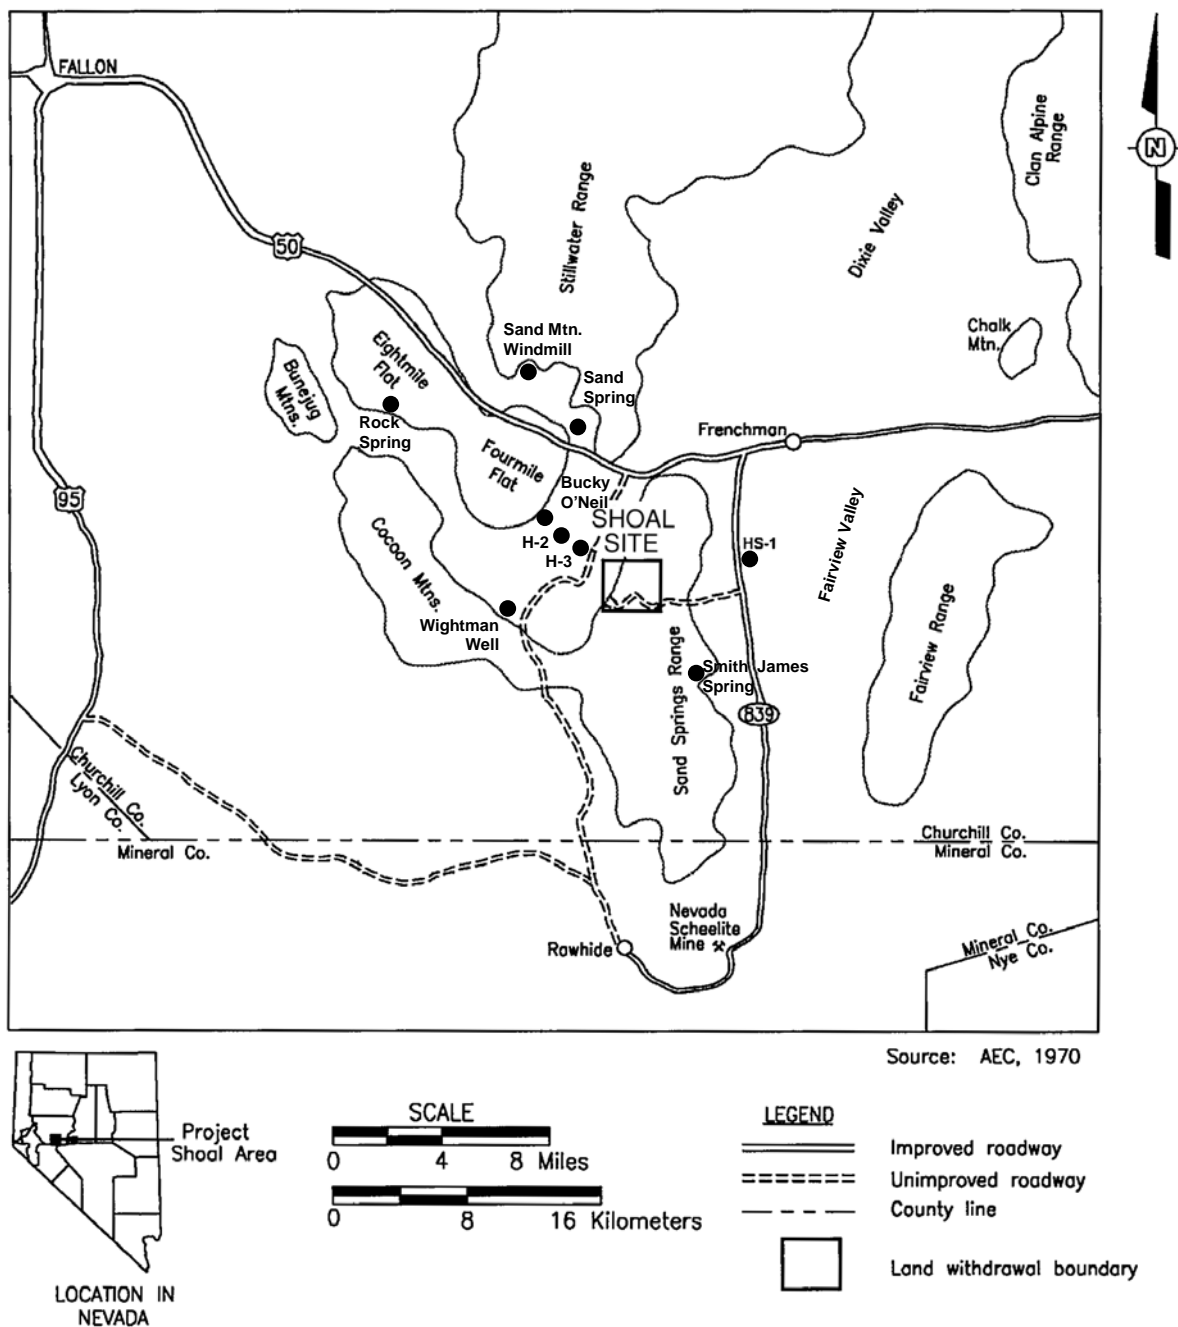 FALLON
Clan Alpine
Range
N
50
Stillwater Range
Dixie Valley
Sand Mtn.
Windmill
Chalk
Mtn.
Eightmile
Flat
Bunejug
Mtns.
Sand
Spring
Rock
Spring
Frenchman
Fourmile
Flat
95
Bucky
O'Neil
SHOAL
SITE
H-2
H-3
HS-1
Fairview Valley
Cocoon Mtns.
Wightman
Well
Fairview Range
Sand Springs Range
Smith James
Spring
839
Churchill Co.
Lyon Co.
Mineral Co.
Churchill Co.
Mineral Co.
Nevada
Scheelite
Mine
Rawhide
Mineral Co.
Nye Co.
Source: AEC, 1970
Project
Shoal Area
LOCATION IN
NEVADA
SCALE
0 4 8 Miles
0 8 16 Kilometers
LEGEND
Improved roadway
Unimproved roadway
County line
Land withdrawal boundary